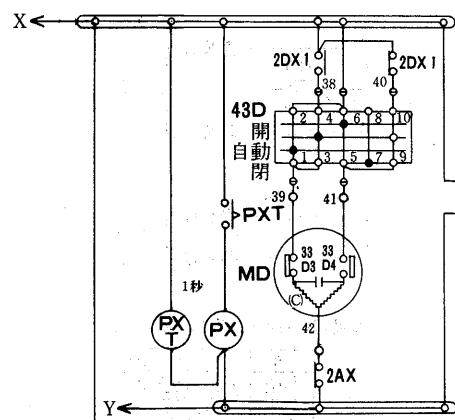 X
2DX1
2DX1
38
40
43D
2 4 6 8 10
開
自動
閉
1 3 5 7 9
39
41
PXT
33 33
D3 D4
MD
1秒
(C)
PX
T
PX
42
2AX
Y